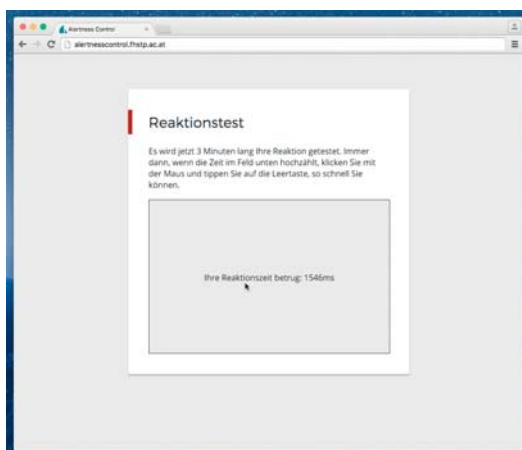 Alertness Control
alertnesscontrol.fhstp.ac.at
Reaktionstest
Es wird jetzt 3 Minuten lang Ihre Reaktion getestet. Immer
dann, wenn die Zeit im Feld unten hochzählt, klicken Sie mit
der Maus und tippen Sie auf die Leertaste, so schnell Sie
können.
Ihre Reaktionszeit betrug: 1546ms